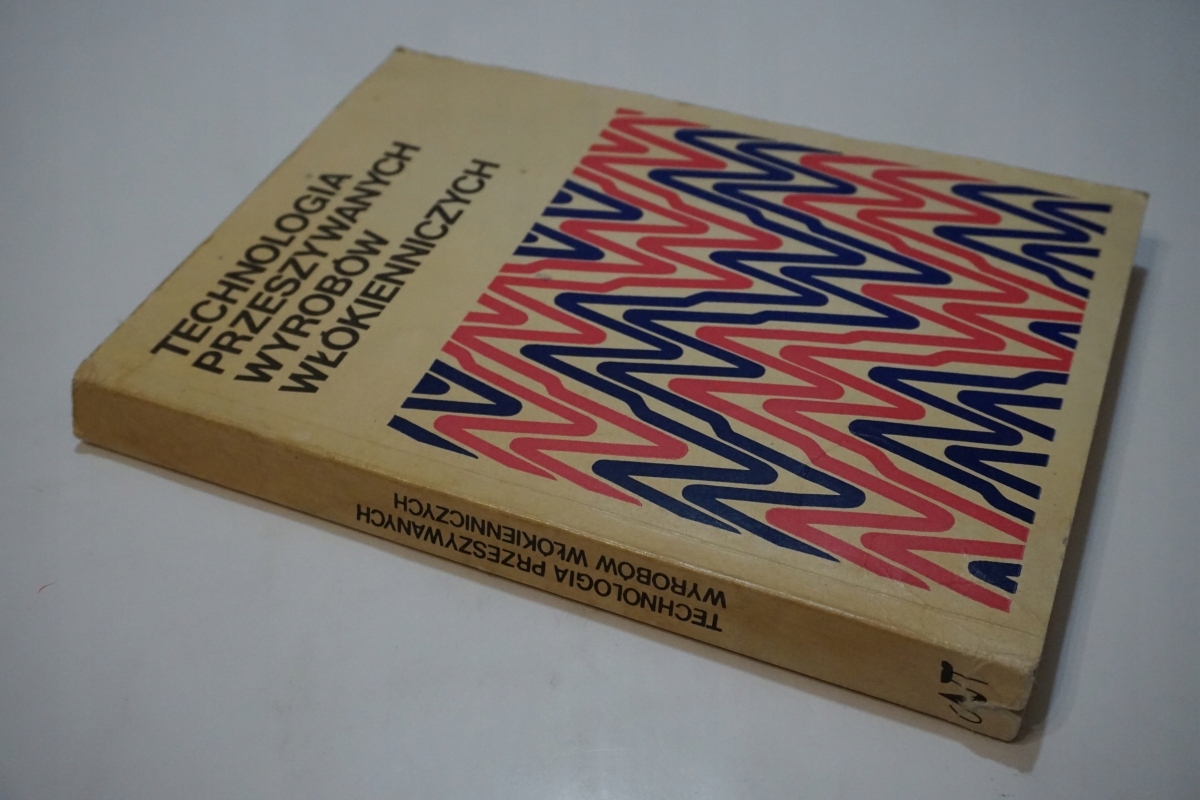 TECHNOLOGIA
PRZESZYWANYCH
WYROBÓW
WŁÓKIENNICZYCH
TECHNOLOGIA PRZESZYWANYCH
WYROBÓW WŁÓKIENNICZYCH